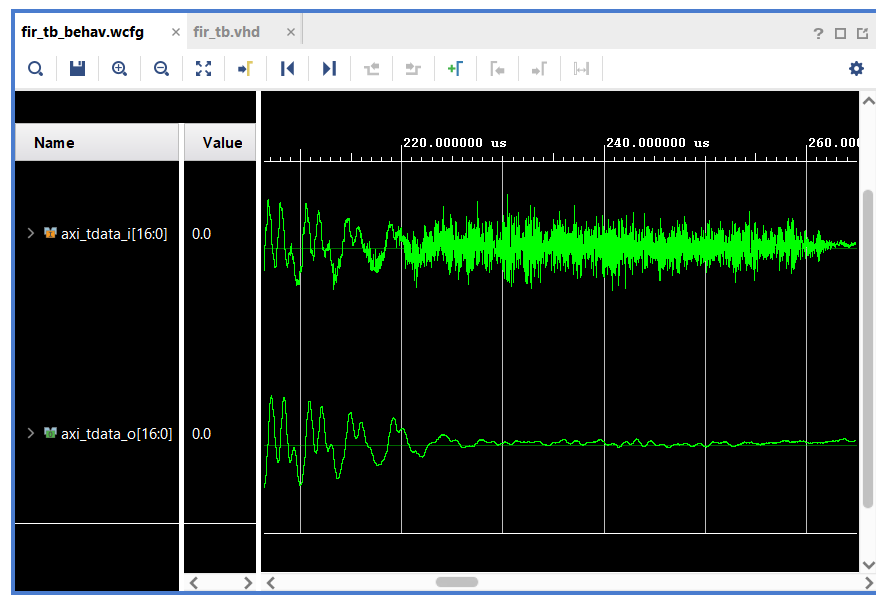 fir_tb_behav.wcfg × fir_tb.vhd × ?
Name Value
220.000000 us 240.000000 us 260.00
axi_tdata_i[16:0] 0.0
axi_tdata_o[16:0] 0.0